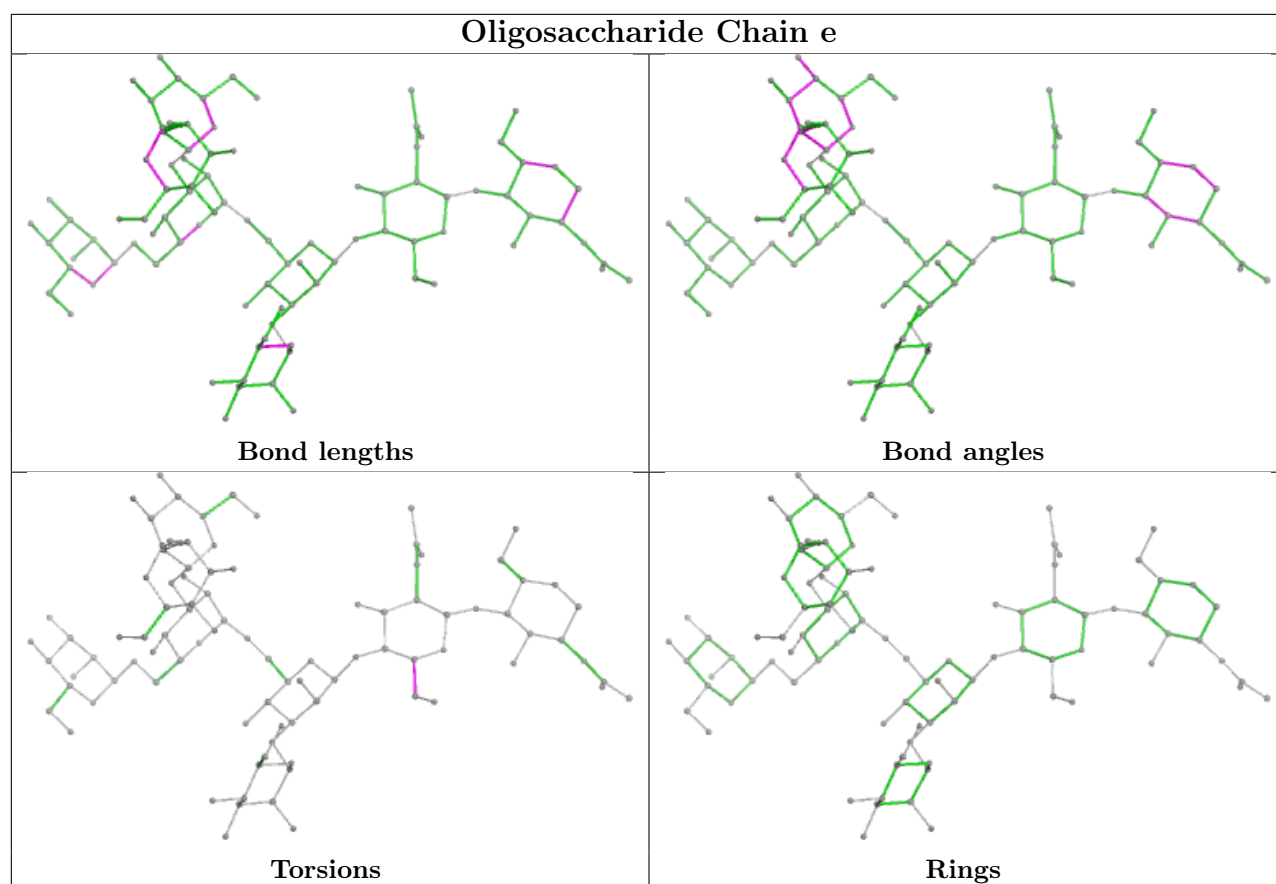 Oligosaccharide Chain e
Bond lengths
Bond angles
Torsions
Rings